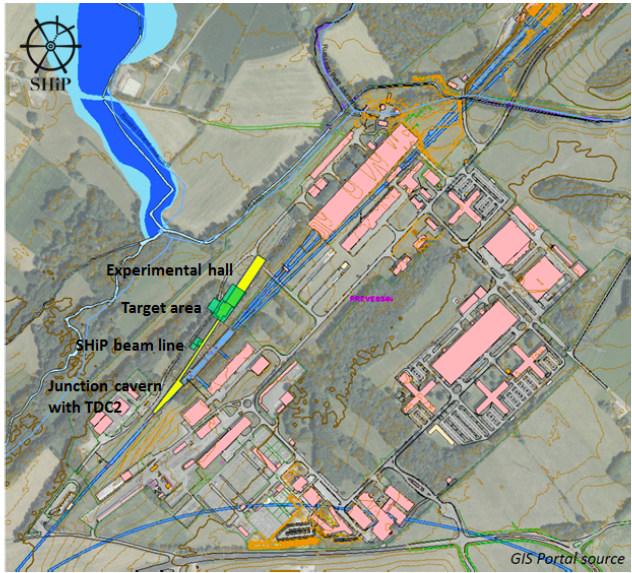 SHiP
Experimental hall
Target area
PREVESSIN
SHiP beam line
Junction cavern
with TDC2
GIS Portal source